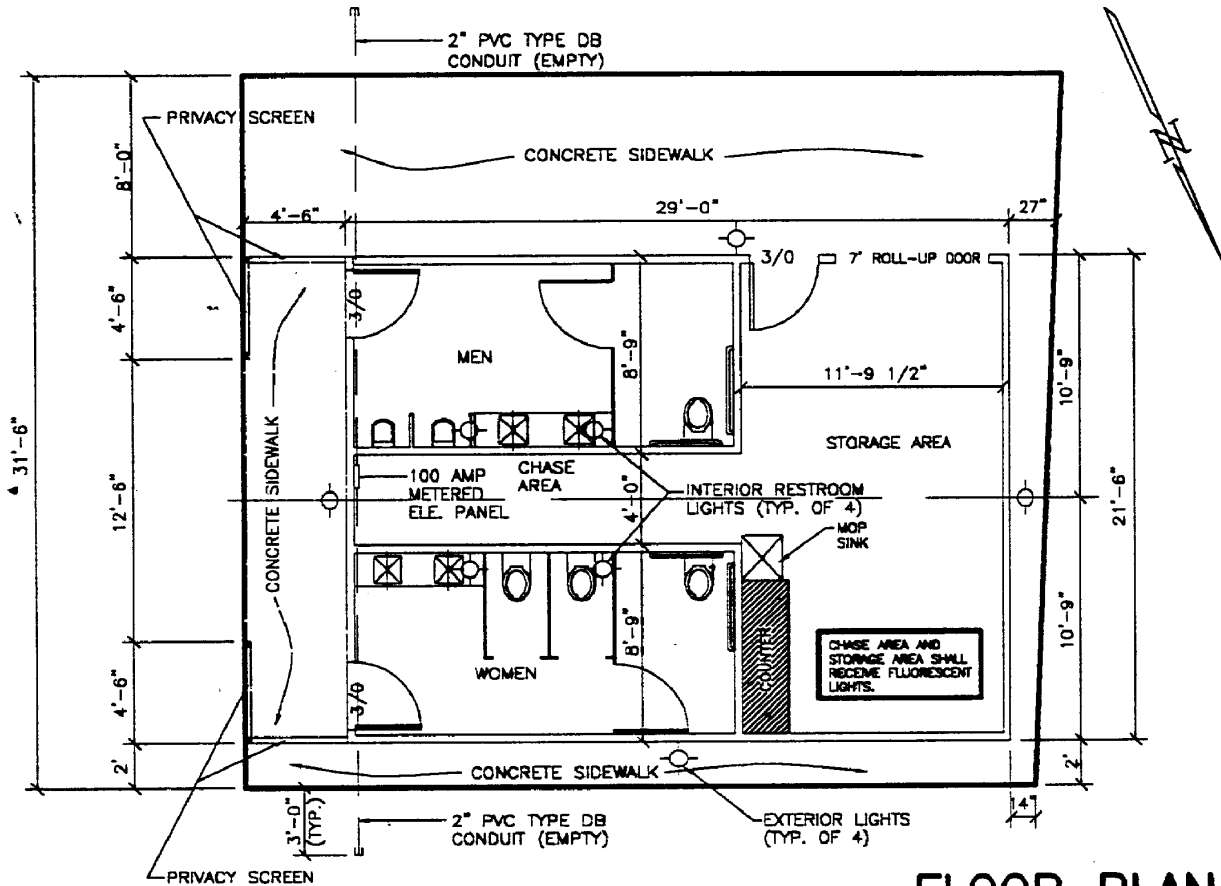 2" PVC TYPE DB
CONDUIT (EMPTY)
PRIVACY SCREEN
CONCRETE SIDEWALK
8'-0"
4'-6"
29'-0"
27"
3/0
7' ROLL-UP DOOR
3/0
4'-6"
MEN
8'-9"
11'-9 1/2"
10'-9"
STORAGE AREA
31'-6"
CONCRETE SIDEWALK
12'-6"
100 AMP
METERED
ELE. PANEL
CHASE
AREA
4'-0"
INTERIOR RESTROOM
LIGHTS (TYP. OF 4)
MOP
SINK
21'-6"
8'-9"
COUNTER
10'-9"
CHASE AREA AND
STORAGE AREA SHALL
RECEIVE FLUORESCENT
LIGHTS.
WOMEN
3/0
4'-6"
2'
CONCRETE SIDEWALK
2'
14"
3'-0"
(TYP.)
2" PVC TYPE DB
CONDUIT (EMPTY)
EXTERIOR LIGHTS
(TYP. OF 4)
PRIVACY SCREEN
FLOOR PLAN